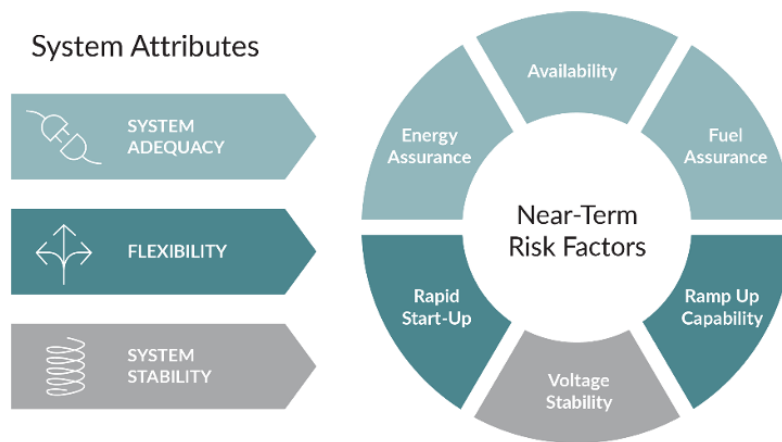 System Attributes
SYSTEM
ADEQUACY
FLEXIBILITY
SYSTEM
STABILITY
Availability
Energy
Assurance
Fuel
Assurance
Near-Term
Risk Factors
Rapid
Start-Up
Ramp Up
Capability
Voltage
Stability